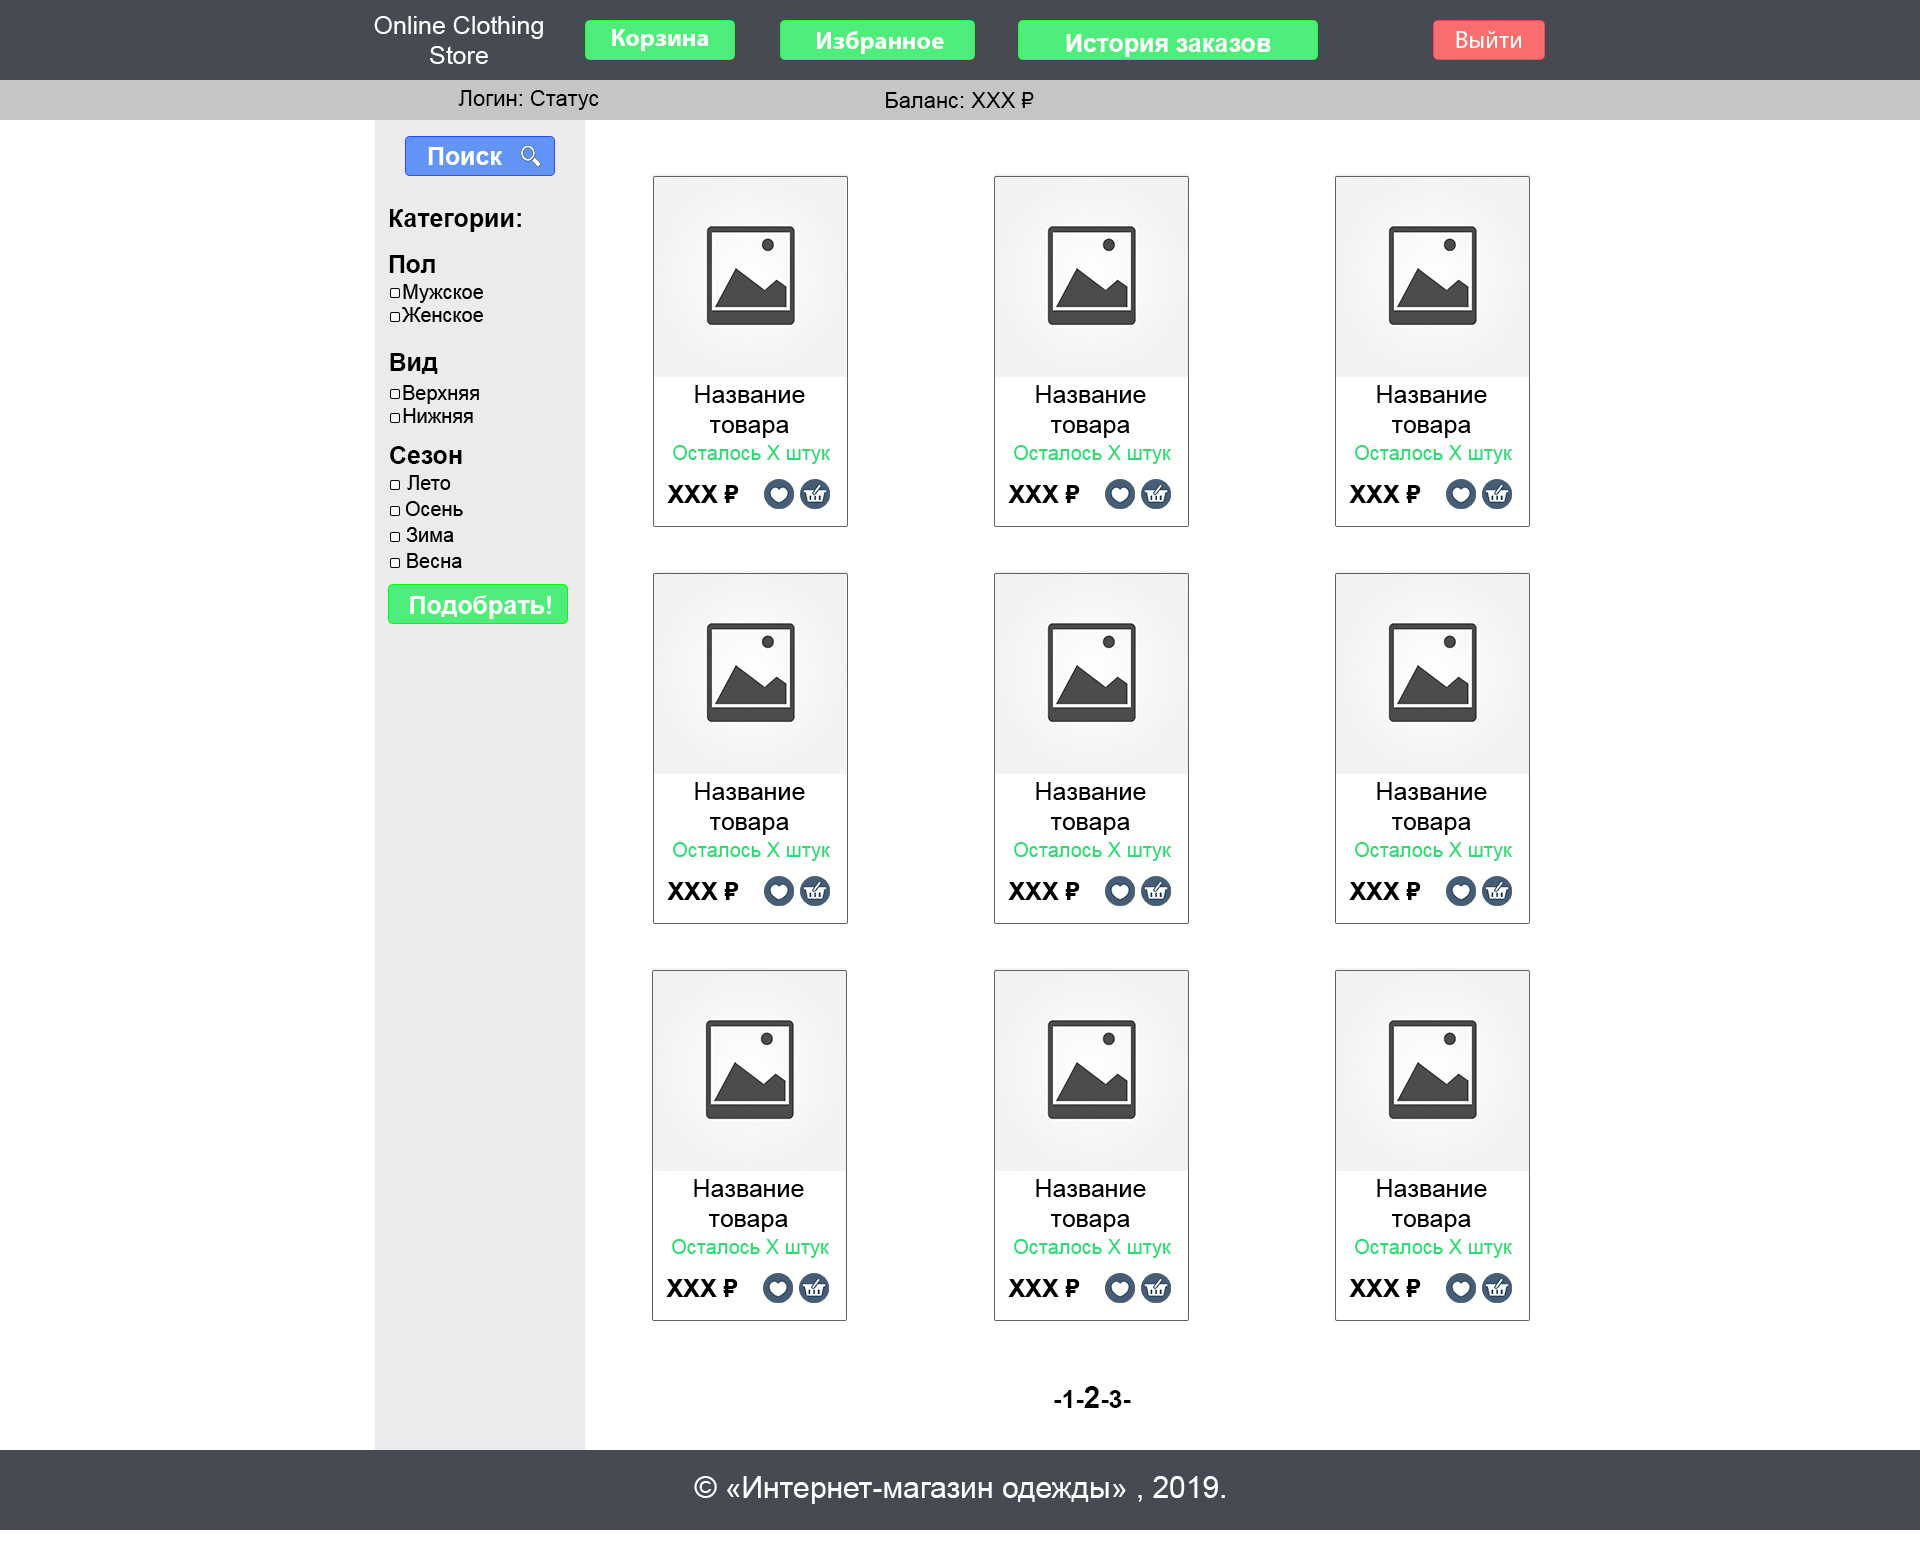 Online Clothing
Store
Корзина
Избранное
История заказов
Выйти
Логин: Статус
Баланс: XXX ₽
Поиск
Категории:
Пол
Мужское
Женское
Вид
Верхняя
Нижняя
Сезон
Лето
Осень
Зима
Весна
Подобрать!
Название
товара
Осталось X штук
XXX ₽
Название
товара
Осталось X штук
XXX ₽
Название
товара
Осталось X штук
XXX ₽
Название
товара
Осталось X штук
XXX ₽
Название
товара
Осталось X штук
XXX ₽
Название
товара
Осталось X штук
XXX ₽
Название
товара
Осталось X штук
XXX ₽
Название
товара
Осталось X штук
XXX ₽
Название
товара
Осталось X штук
XXX ₽
-1-2-3-
© «Интернет-магазин одежды» , 2019.